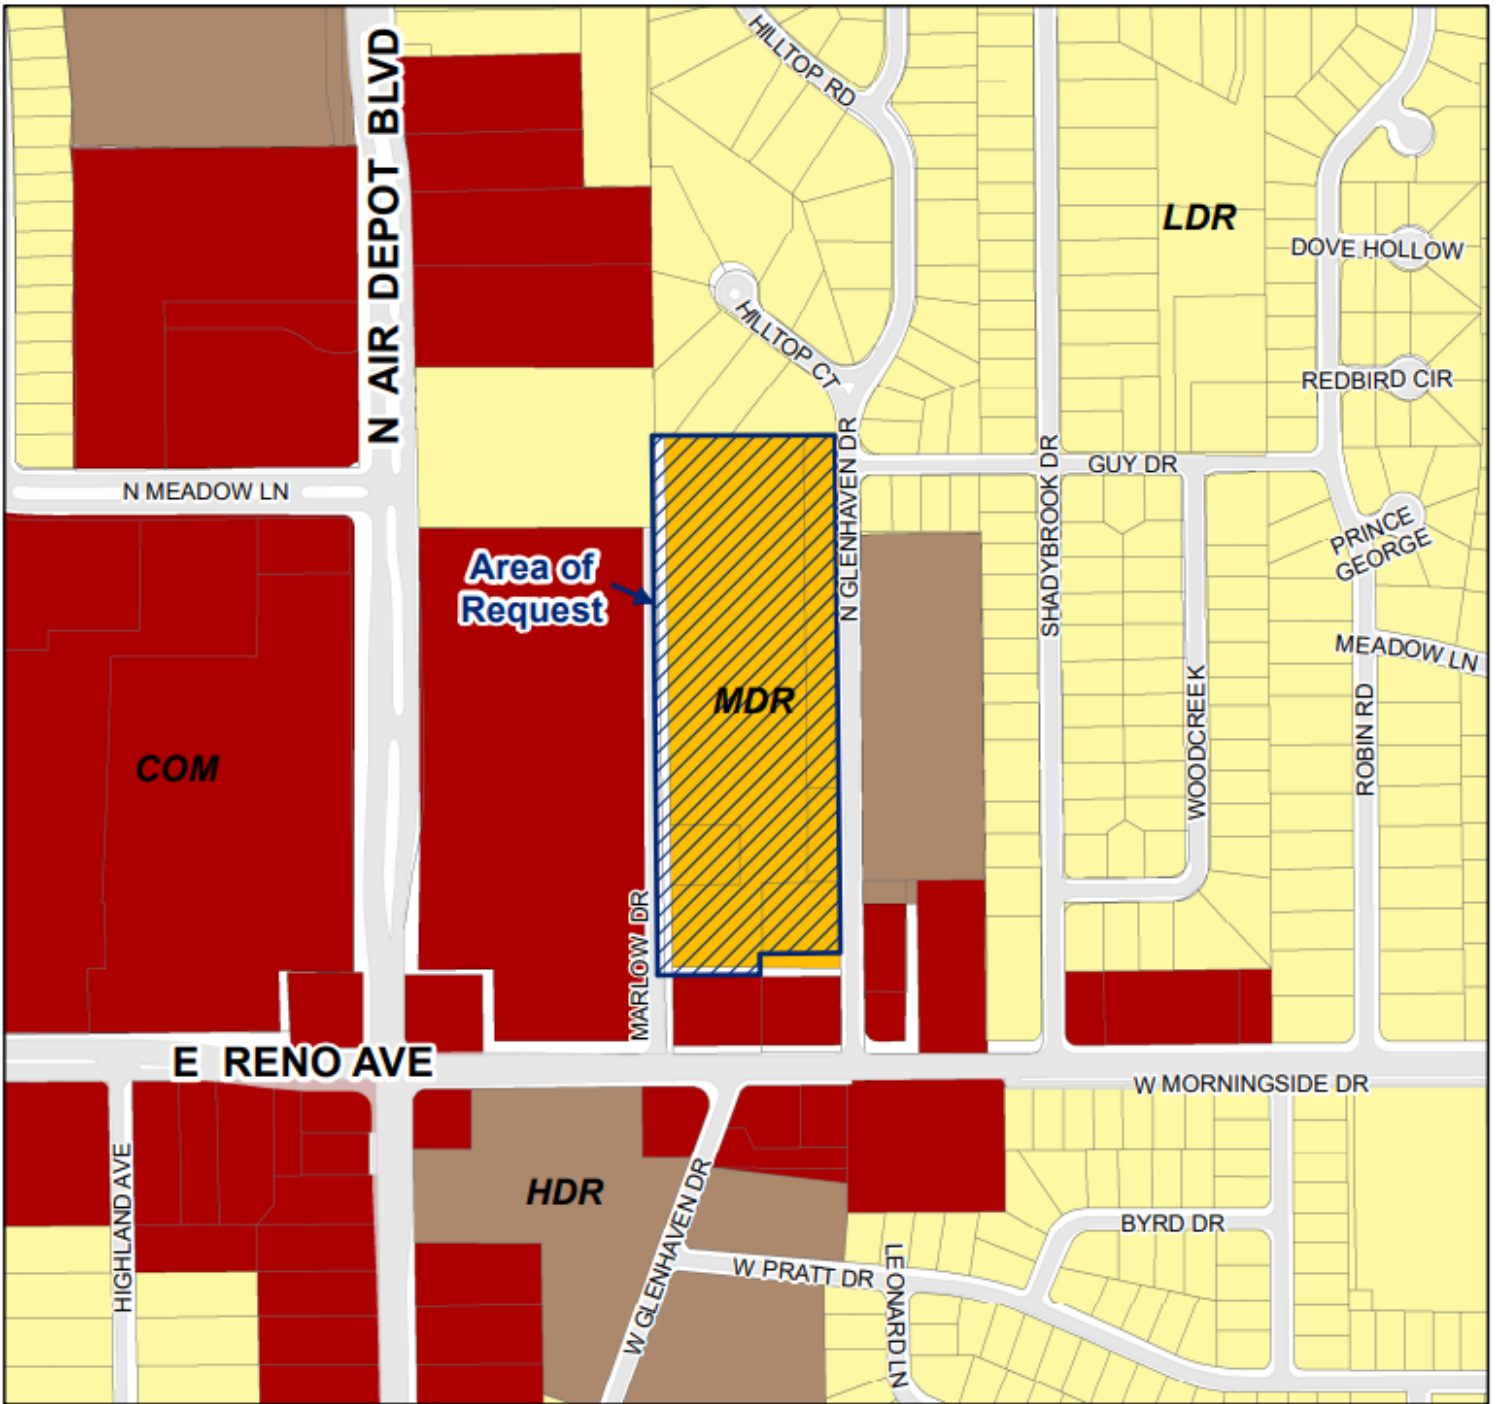 HILLTOP RD
N AIR DEPOT BLVD
LDR
DOVE HOLLOW
HILLTOP CT
REDBIRD CIR
N GLENHAVEN DR
SHADYBROOK DR
GUY DR
N MEADOW LN
PRINCE
GEORGE
Area of
Request
MEADOW LN
WOODCREEK
ROBIN RD
MDR
COM
MARLOW DR
E RENO AVE
W MORNINGSIDE DR
HIGHLAND AVE
HDR
W GLENHAVEN DR
BYRD DR
W PRATT DR
LEONARD LN